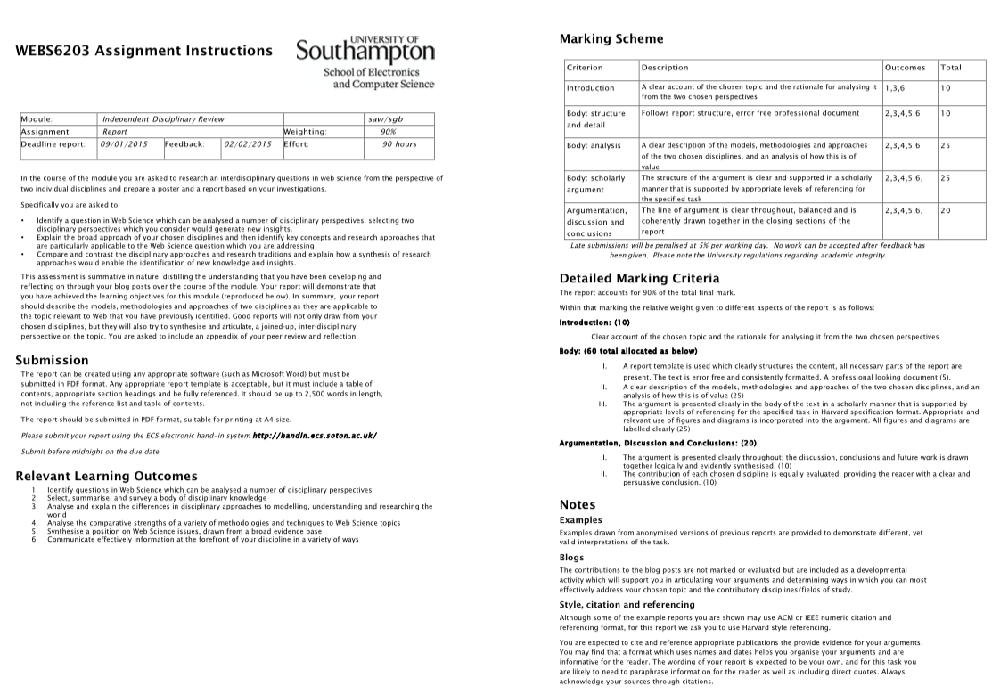 WEBS6203 Assignment Instructions
UNIVERSITY OF
Southampton
School of Electronics
and Computer Science
Module: Independent Disciplinary Review saw/sgb
Assignment: Report Weighting: 90%
Deadline report: 09/01/2015 Feedback: 02/02/2015 Effort: 90 hours
In the course of the module you are asked to research an interdisciplinary questions in web science from the perspective of
two individual disciplines and prepare a poster and a report based on your investigations.
Specifically you are asked to
• Identify a question in Web Science which can be analysed a number of disciplinary perspectives, selecting two
disciplinary perspectives which you consider would generate new insights.
• Explain the broad approach of your chosen disciplines and then identify key concepts and research approaches that
are particularly applicable to the Web Science question which you are addressing
• Compare and contrast the disciplinary approaches and research traditions and explain how a synthesis of research
approaches would enable the identification of new knowledge and insights.
This assessment is summative in nature, distilling the understanding that you have been developing and
reflecting on through your blog posts over the course of the module. Your report will demonstrate that
you have achieved the learning objectives for this module (reproduced below). In summary, your report
should describe the models, methodologies and approaches of two disciplines as they are applicable to
the topic relevant to Web that you have previously identified. Good reports will not only draw from your
chosen disciplines, but they will also try to synthesise and articulate, a joined-up, inter-disciplinary
perspective on the topic. You are asked to include an appendix of your peer review and reflection.
Submission
The report can be created using any appropriate software (such as Microsoft Word) but must be
submitted in PDF format. Any appropriate report template is acceptable, but it must include a table of
contents, appropriate section headings and be fully referenced. It should be up to 2,500 words in length,
not including the reference list and table of contents.
The report should be submitted in PDF format, suitable for printing at A4 size.
Please submit your report using the ECS electronic hand-in system http://handin.ecs.soton.ac.uk/
Submit before midnight on the due date.
Relevant Learning Outcomes
1. Identify questions in Web Science which can be analysed a number of disciplinary perspectives
2. Select, summarise, and survey a body of disciplinary knowledge
3. Analyse and explain the differences in disciplinary approaches to modelling, understanding and researching the
world
4. Analyse the comparative strengths of a variety of methodologies and techniques to Web Science topics
5. Synthesise a position on Web Science issues, drawn from a broad evidence base
6. Communicate effectively information at the forefront of your discipline in a variety of ways
Marking Scheme
Criterion Description Outcomes Total
Introduction A clear account of the chosen topic and the rationale for analysing it 1,3,6 10
from the two chosen perspectives
Body: structure Follows report structure, error free professional document 2,3,4,5,6 10
and detail
Body: analysis A clear description of the models, methodologies and approaches 2,3,4,5,6 25
of the two chosen disciplines, and an analysis of how this is of
value
Body: scholarly The structure of the argument is clear and supported in a scholarly 2,3,4,5,6, 25
argument manner that is supported by appropriate levels of referencing for
the specified task
Argumentation, The line of argument is clear throughout, balanced and is 2,3,4,5,6, 20
discussion and coherently drawn together in the closing sections of the
conclusions report
Late submissions will be penalised at 5% per working day. No work can be accepted after feedback has
been given. Please note the University regulations regarding academic integrity.
Detailed Marking Criteria
The report accounts for 90% of the total final mark.
Within that marking the relative weight given to different aspects of the report is as follows:
Introduction: (10)
Clear account of the chosen topic and the rationale for analysing it from the two chosen perspectives
Body: (60 total allocated as below)
I. A report template is used which clearly structures the content, all necessary parts of the report are
present. The text is error free and consistently formatted. A professional looking document (5).
II. A clear description of the models, methodologies and approaches of the two chosen disciplines, and an
analysis of how this is of value (25)
III. The argument is presented clearly in the body of the text in a scholarly manner that is supported by
appropriate levels of referencing for the specified task in Harvard specification format. Appropriate and
relevant use of figures and diagrams is incorporated into the argument. All figures and diagrams are
labelled clearly (25)
Argumentation, Discussion and Conclusions: (20)
I. The argument is presented clearly throughout; the discussion, conclusions and future work is drawn
together logically and evidently synthesised. (10)
II. The contribution of each chosen discipline is equally evaluated, providing the reader with a clear and
persuasive conclusion. (10)
Notes
Examples
Examples drawn from anonymised versions of previous reports are provided to demonstrate different, yet
valid interpretations of the task.
Blogs
The contributions to the blog posts are not marked or evaluated but are included as a developmental
activity which will support you in articulating your arguments and determining ways in which you can most
effectively address your chosen topic and the contributory disciplines/fields of study.
Style, citation and referencing
Although some of the example reports you are shown may use ACM or IEEE numeric citation and
referencing format, for this report we ask you to use Harvard style referencing.
You are expected to cite and reference appropriate publications the provide evidence for your arguments.
You may find that a format which uses names and dates helps you organise your arguments and are
informative for the reader. The wording of your report is expected to be your own, and for this task you
are likely to need to paraphrase information for the reader as well as including direct quotes. Always
acknowledge your sources through citations.